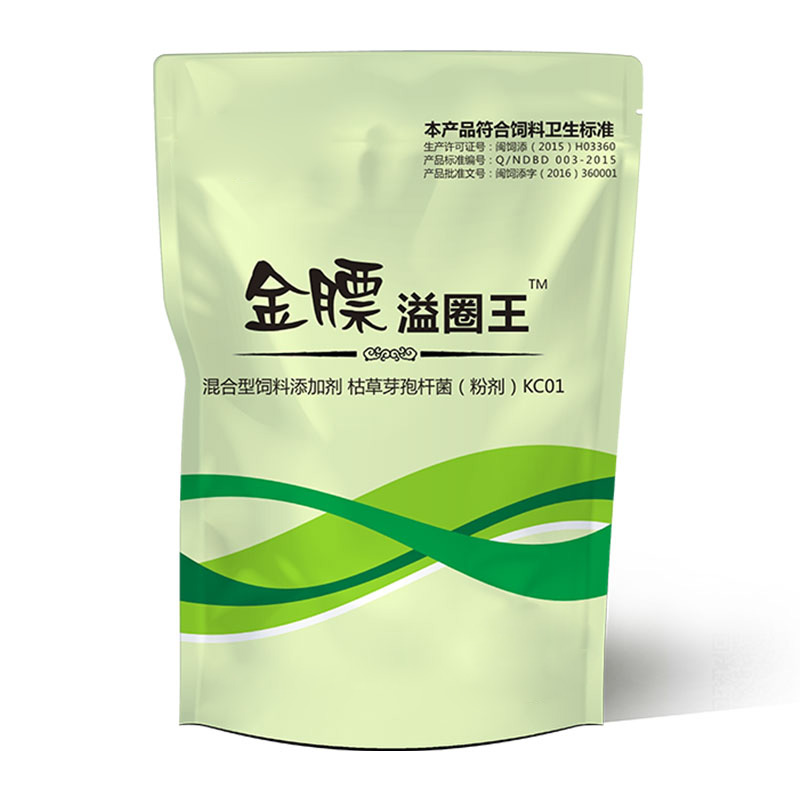 本产品符合饲料卫生标准
生产许可证号：闽饲添（2015）H03360
产品标准编号：Q/NDBD 003-2015
产品批准文号：闽饲添字（2016）360001
金膘 溢圈王™
混合型饲料添加剂 枯草芽孢杆菌（粉剂）KC01